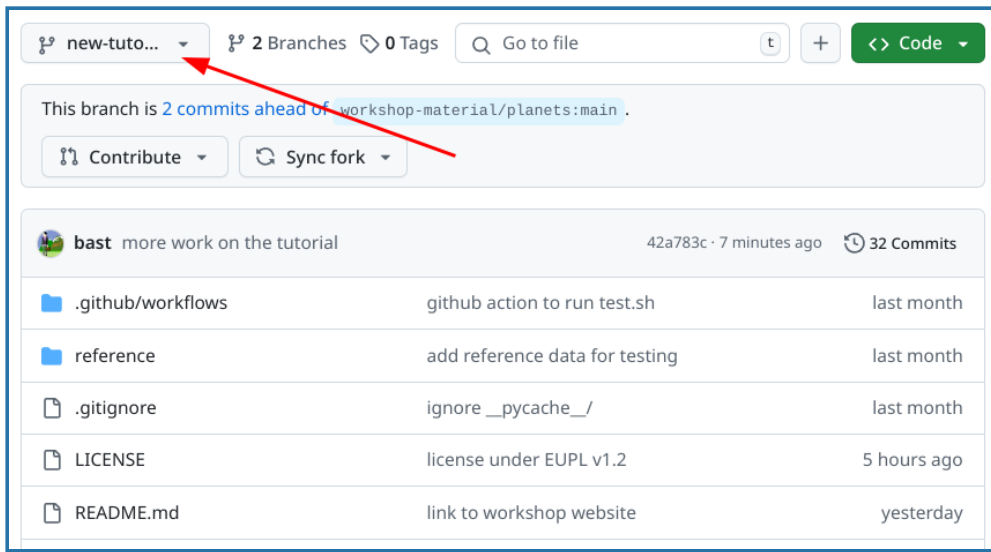 new-tuto... 2 Branches 0 Tags Go to file t + <> Code
This branch is 2 commits ahead of workshop-material/planets:main .
Contribute Sync fork
bast more work on the tutorial 42a783c · 7 minutes ago 32 Commits
.github/workflows github action to run test.sh last month
reference add reference data for testing last month
.gitignore ignore __pycache__/ last month
LICENSE license under EUPL v1.2 5 hours ago
README.md link to workshop website yesterday